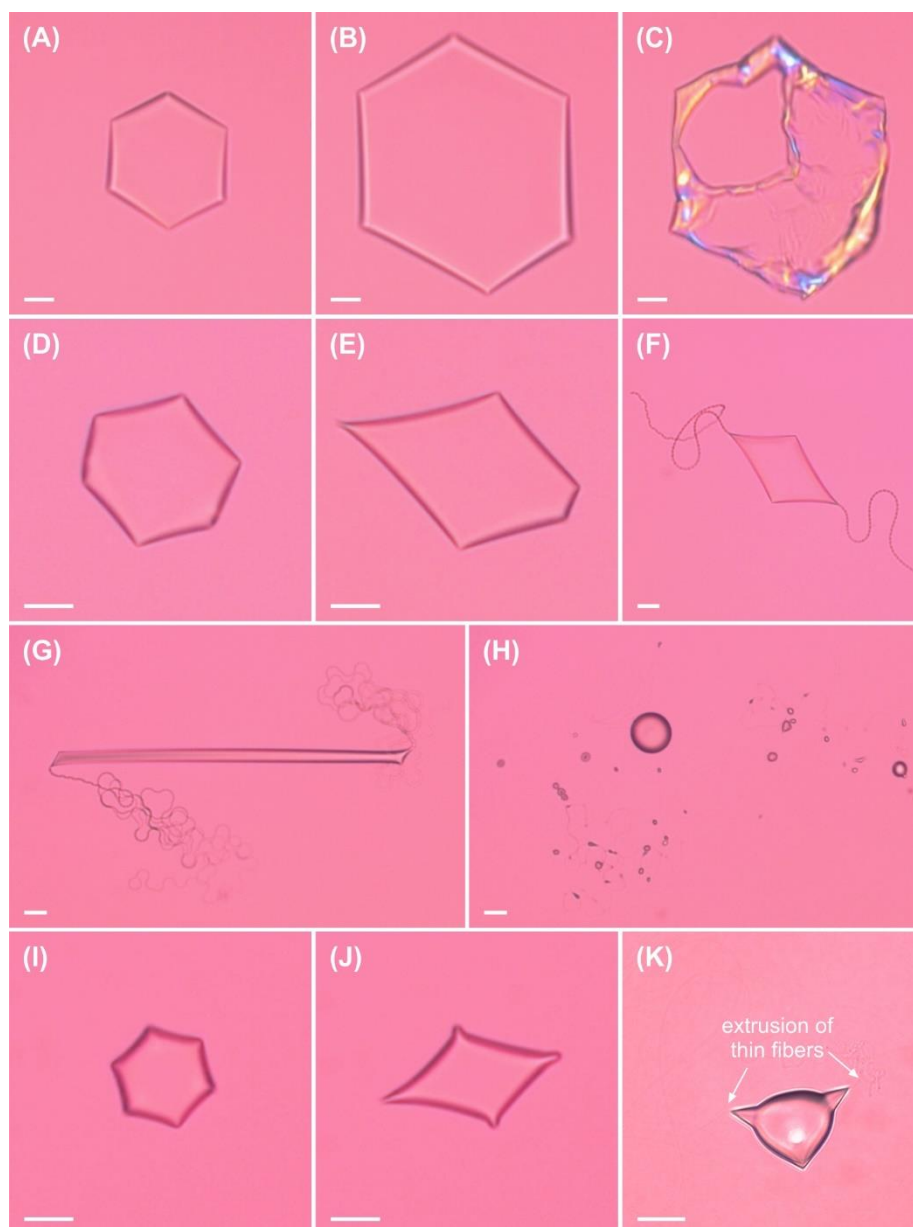 (A)
(B)
(C)
(D)
(E)
(F)
(G)
(H)
(I)
(J)
(K)
extrusion of
thin fibers